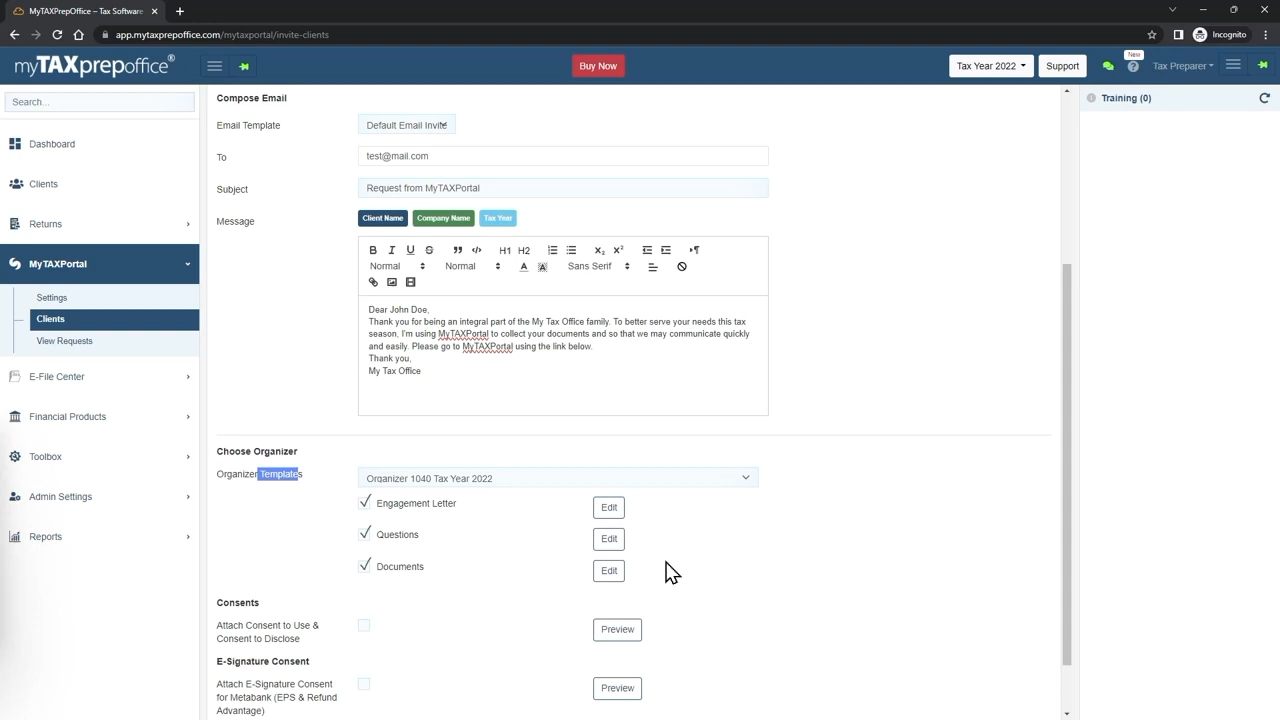 MyTAXPrepOffice – Tax Software
app.mytaxprepoffice.com/mytaxportal/invite-clients
Incognito
myTAXprepoffice®
Buy Now
Tax Year 2022
Support
New
Tax Preparer
Search...
Dashboard
Clients
Returns
MyTAXPortal
Settings
Clients
View Requests
E-File Center
Financial Products
Toolbox
Admin Settings
Reports
Compose Email
Email Template
Default Email Invite
To
test@mail.com
Subject
Request from MyTAXPortal
Message
Client Name
Company Name
Tax Year
B I U S H1 H2 X₂ X²
Normal Normal A A Sans Serif
Dear John Doe,
Thank you for being an integral part of the My Tax Office family. To better serve your needs this tax
season, I'm using MyTAXPortal to collect your documents and so that we may communicate quickly
and easily. Please go to MyTAXPortal using the link below.
Thank you,
My Tax Office
Choose Organizer
Organizer Templates
Organizer 1040 Tax Year 2022
Engagement Letter
Edit
Questions
Edit
Documents
Edit
Consents
Attach Consent to Use &
Consent to Disclose
Preview
E-Signature Consent
Attach E-Signature Consent
for Metabank (EPS & Refund
Advantage)
Preview
Training (0)